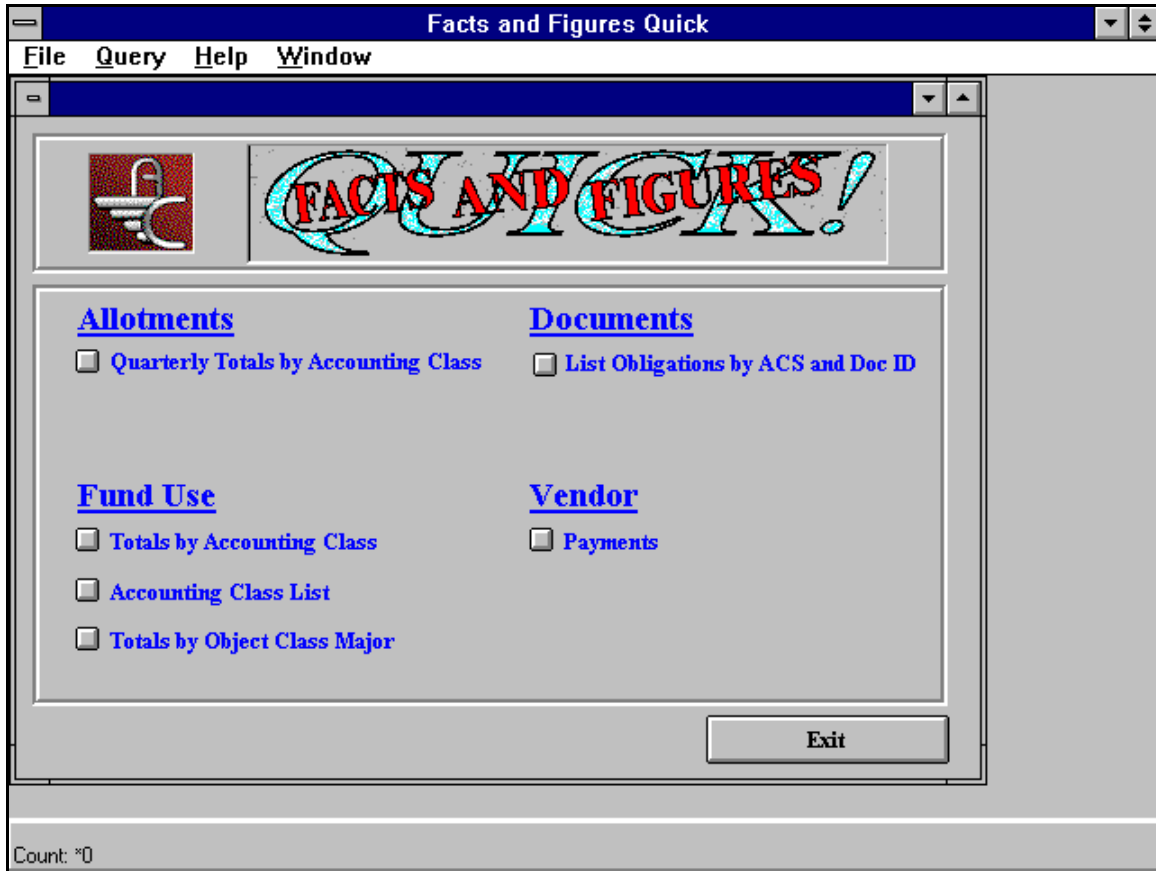 Facts and Figures Quick
File Query Help Window
QUICK!
FACTS AND FIGURES
Allotments
Quarterly Totals by Accounting Class
Documents
List Obligations by ACS and Doc ID
Fund Use
Totals by Accounting Class
Accounting Class List
Totals by Object Class Major
Vendor
Payments
Exit
Count: *0